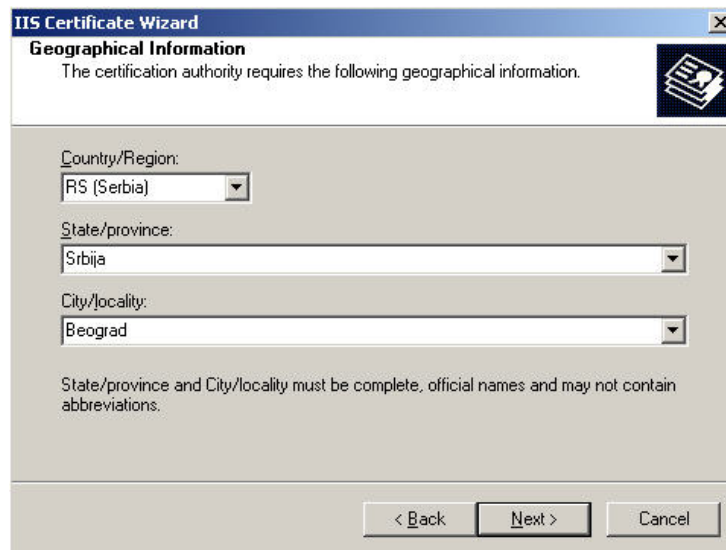 IIS Certificate Wizard
Geographical Information
The certification authority requires the following geographical information.
Country/Region:
RS (Serbia)
State/province:
Srbija
City/locality:
Beograd
State/province and City/locality must be complete, official names and may not contain
abbreviations.
< Back Next > Cancel